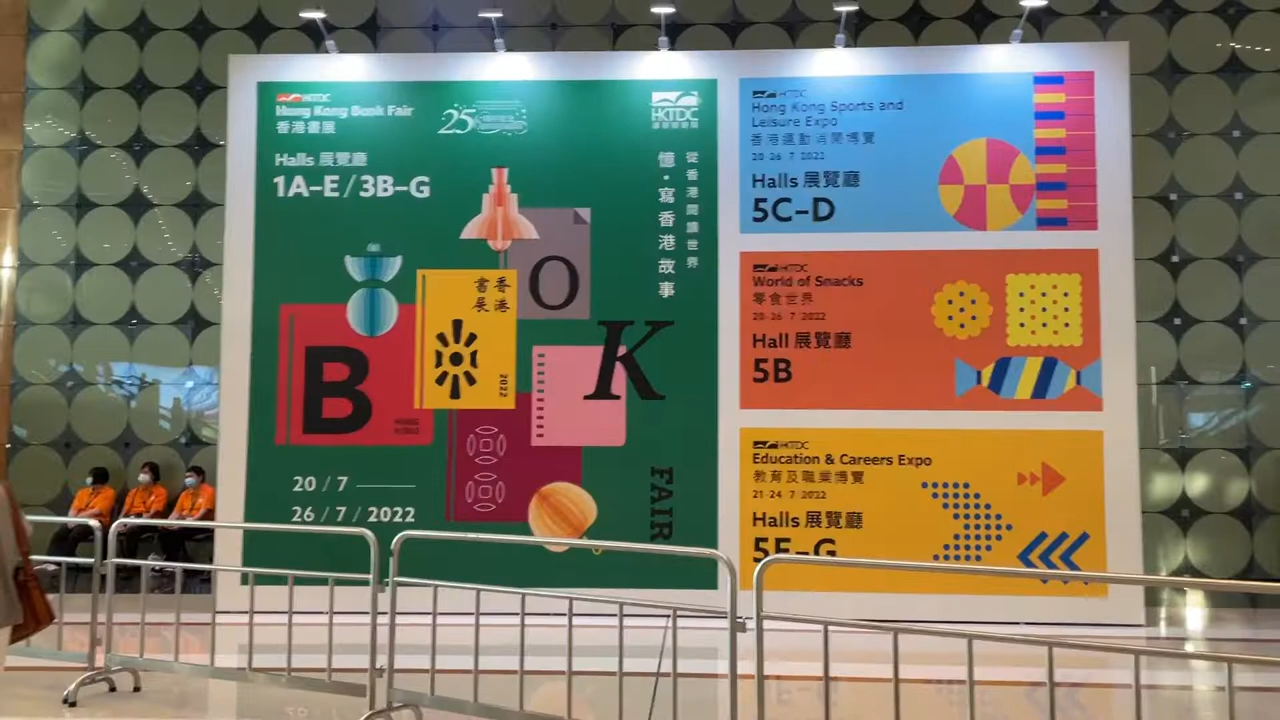 HKTDC
Hong Kong Book Fair
香港書展
25
HKTDC
Halls 展覽廳
1A–E / 3B–G
從香港閱讀世界
憶・寫香港故事
B
O
K
FAIR
香港
書展
2022
20 / 7
26 / 7 / 2022
HKTDC
Hong Kong Sports and
Leisure Expo
香港運動消閒博覽
20-26 7 2022
Halls 展覽廳
5C–D
HKTDC
World of Snacks
零食世界
20-26 7 2022
Hall 展覽廳
5B
HKTDC
Education & Careers Expo
教育及職業博覽
21-24 7 2022
Halls 展覽廳
5E–G